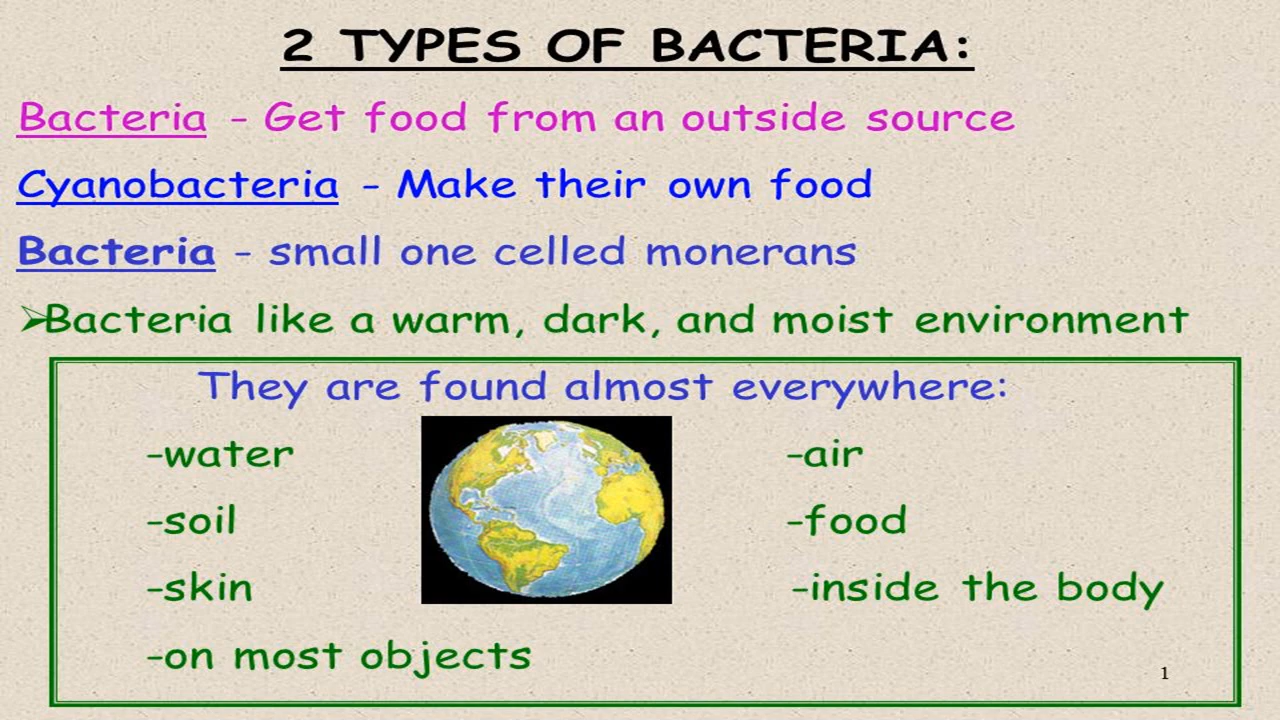 2 TYPES OF BACTERIA:
Bacteria - Get food from an outside source
Cyanobacteria - Make their own food
Bacteria - small one celled monerans
➢Bacteria like a warm, dark, and moist environment
They are found almost everywhere:
-water -air
-soil -food
-skin -inside the body
-on most objects
1